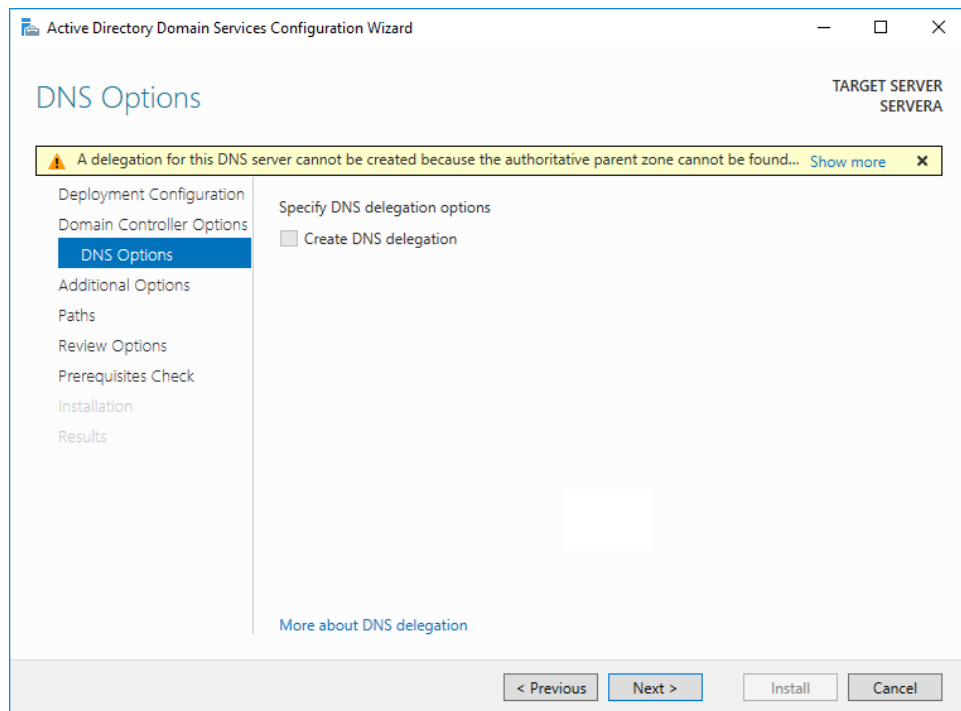 Active Directory Domain Services Configuration Wizard
DNS Options
TARGET SERVER
SERVERA
A delegation for this DNS server cannot be created because the authoritative parent zone cannot be found... Show more
Deployment Configuration
Domain Controller Options
DNS Options
Additional Options
Paths
Review Options
Prerequisites Check
Installation
Results
Specify DNS delegation options
Create DNS delegation
More about DNS delegation
< Previous Next > Install Cancel